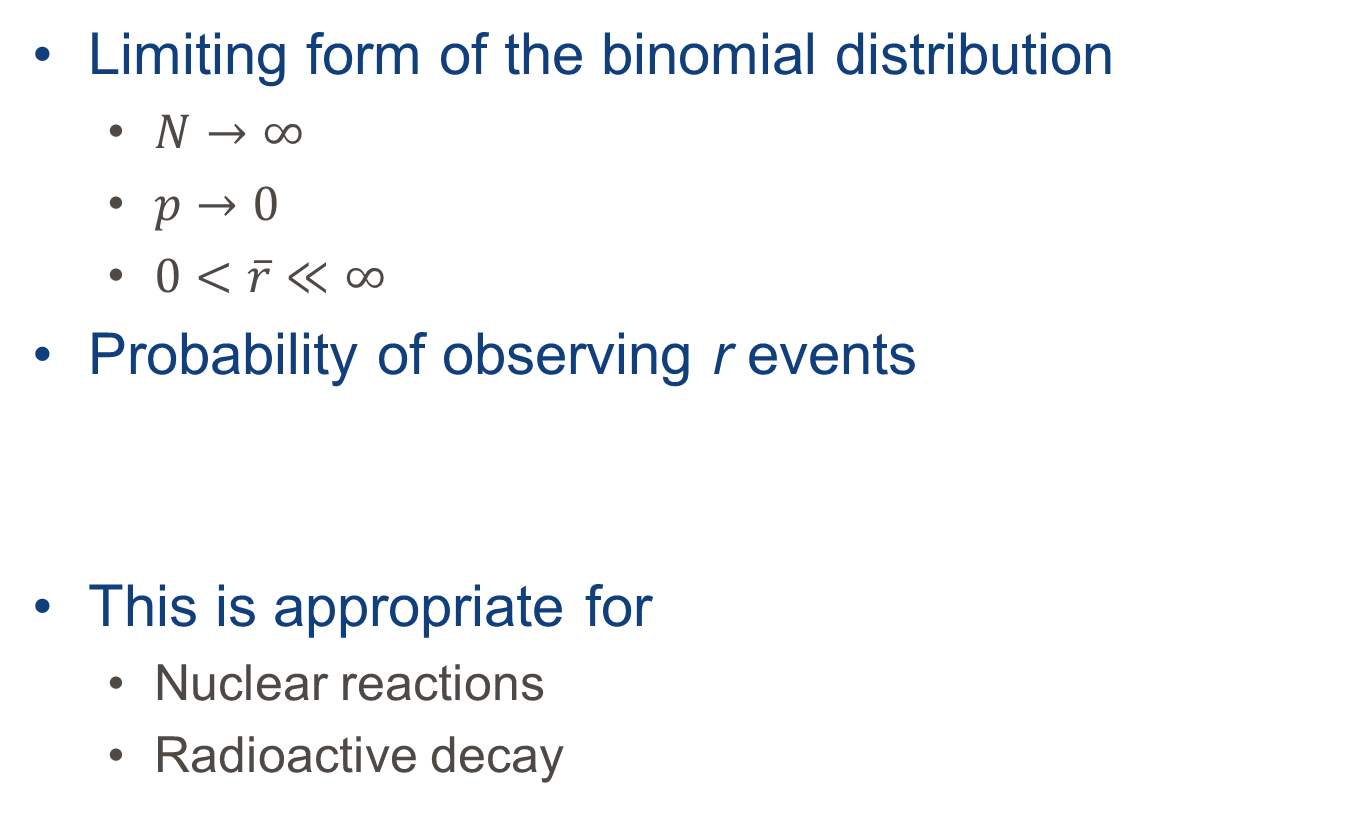 • Limiting form of the binomial distribution
• N → ∞
• p → 0
• 0 < r̄ ≪ ∞
• Probability of observing r events
• This is appropriate for
• Nuclear reactions
• Radioactive decay